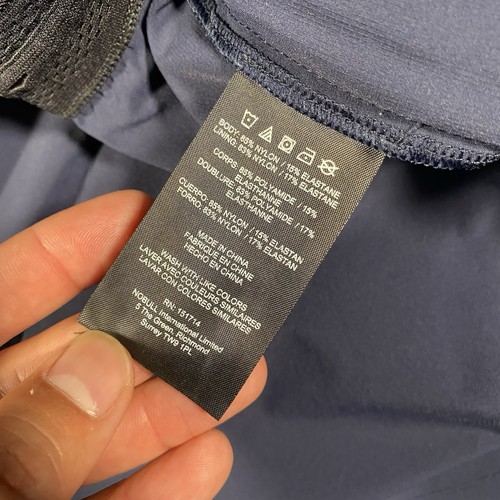 BODY: 85% NYLON / 15% ELASTANE
LINING: 83% NYLON / 17% ELASTANE
CORPS: 85% POLYAMIDE / 15%
ELASTHANNE
DOUBLURE: 83% POLYAMIDE / 17%
ELASTHANNE
CUERPO: 85% NYLON / 15% ELASTAN
FORRO: 83% NYLON / 17% ELASTAN
MADE IN CHINA
FABRIQUE EN CHINE
HECHO EN CHINA
WASH WITH LIKE COLORS
LAVER AVEC COULEURS SIMILAIRES
LAVAR CON COLORES SIMILARES
RN: 151714
NOBULL International Limited
5 The Green, Richmond
Surrey TW9 1PL